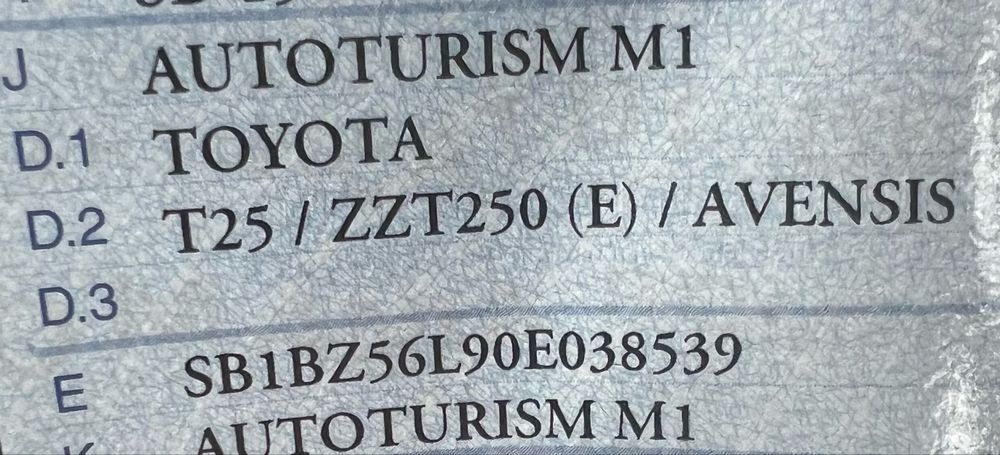 J AUTOTURISM M1
D.1 TOYOTA
D.2 T25 / ZZT250 (E) / AVENSIS
D.3
E SB1BZ56L90E038539
K AUTOTURISM M1